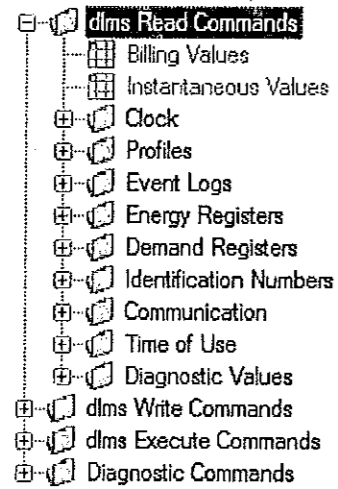 dlms Read Commands
Billing Values
Instantaneous Values
Clock
Profiles
Event Logs
Energy Registers
Demand Registers
Identification Numbers
Communication
Time of Use
Diagnostic Values
dlms Write Commands
dlms Execute Commands
Diagnostic Commands